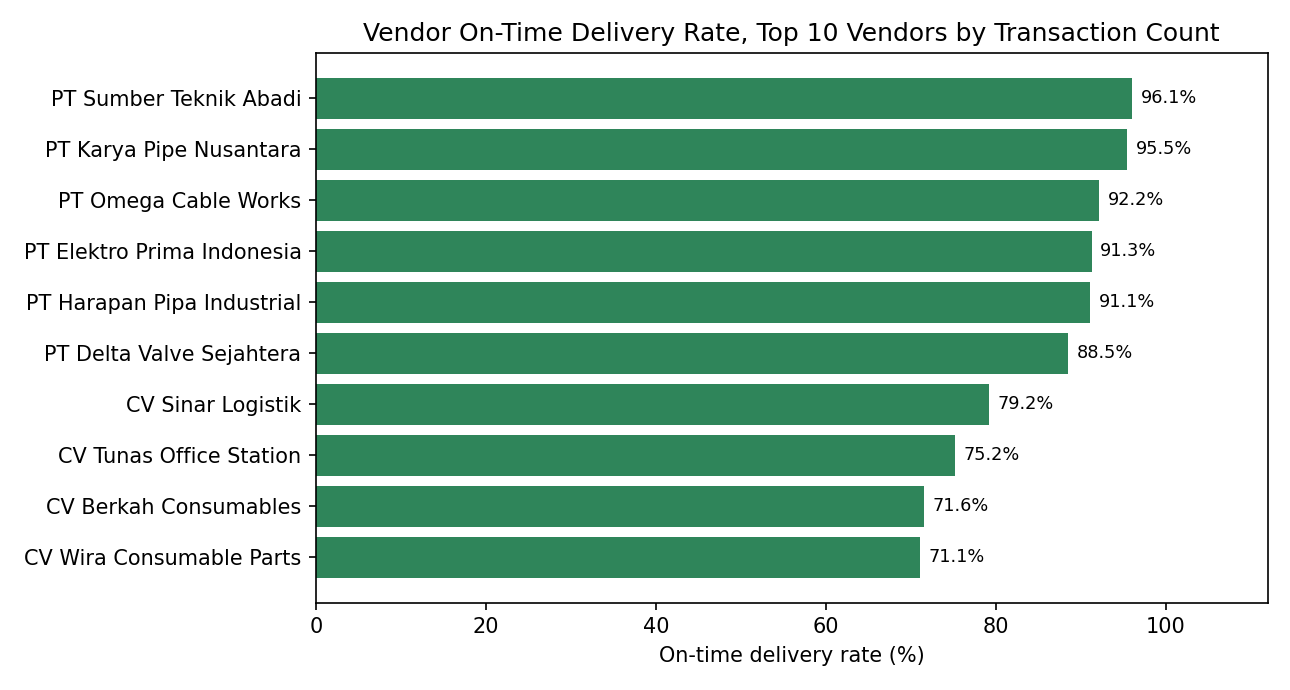 Vendor On-Time Delivery Rate, Top 10 Vendors by Transaction Count
PT Sumber Teknik Abadi 96.1%
PT Karya Pipe Nusantara 95.5%
PT Omega Cable Works 92.2%
PT Elektro Prima Indonesia 91.3%
PT Harapan Pipa Industrial 91.1%
PT Delta Valve Sejahtera 88.5%
CV Sinar Logistik 79.2%
CV Tunas Office Station 75.2%
CV Berkah Consumables 71.6%
CV Wira Consumable Parts 71.1%
0 20 40 60 80 100
On-time delivery rate (%)